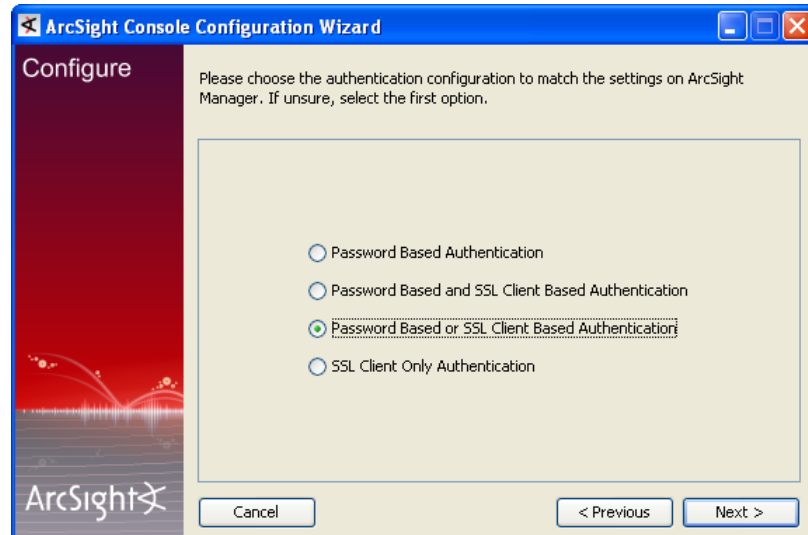 ArcSight Console Configuration Wizard
Configure
Please choose the authentication configuration to match the settings on ArcSight
Manager. If unsure, select the first option.
Password Based Authentication
Password Based and SSL Client Based Authentication
Password Based or SSL Client Based Authentication
SSL Client Only Authentication
ArcSight
Cancel
< Previous
Next >